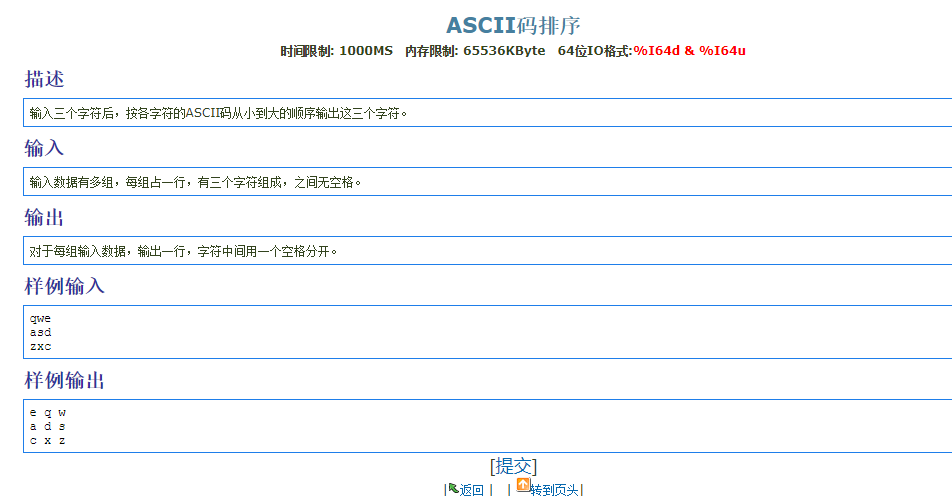 ASCII码排序
时间限制: 1000MS 内存限制: 65536KByte 64位IO格式:%I64d & %I64u
描述
输入三个字符后，按各字符的ASCII码从小到大的顺序输出这三个字符。
输入
输入数据有多组，每组占一行，有三个字符组成，之间无空格。
输出
对于每组输入数据，输出一行，字符中间用一个空格分开。
样例输入
qwe
asd
zxc
样例输出
e q w
a d s
c x z
[提交]
|返回 | | 转到页头|